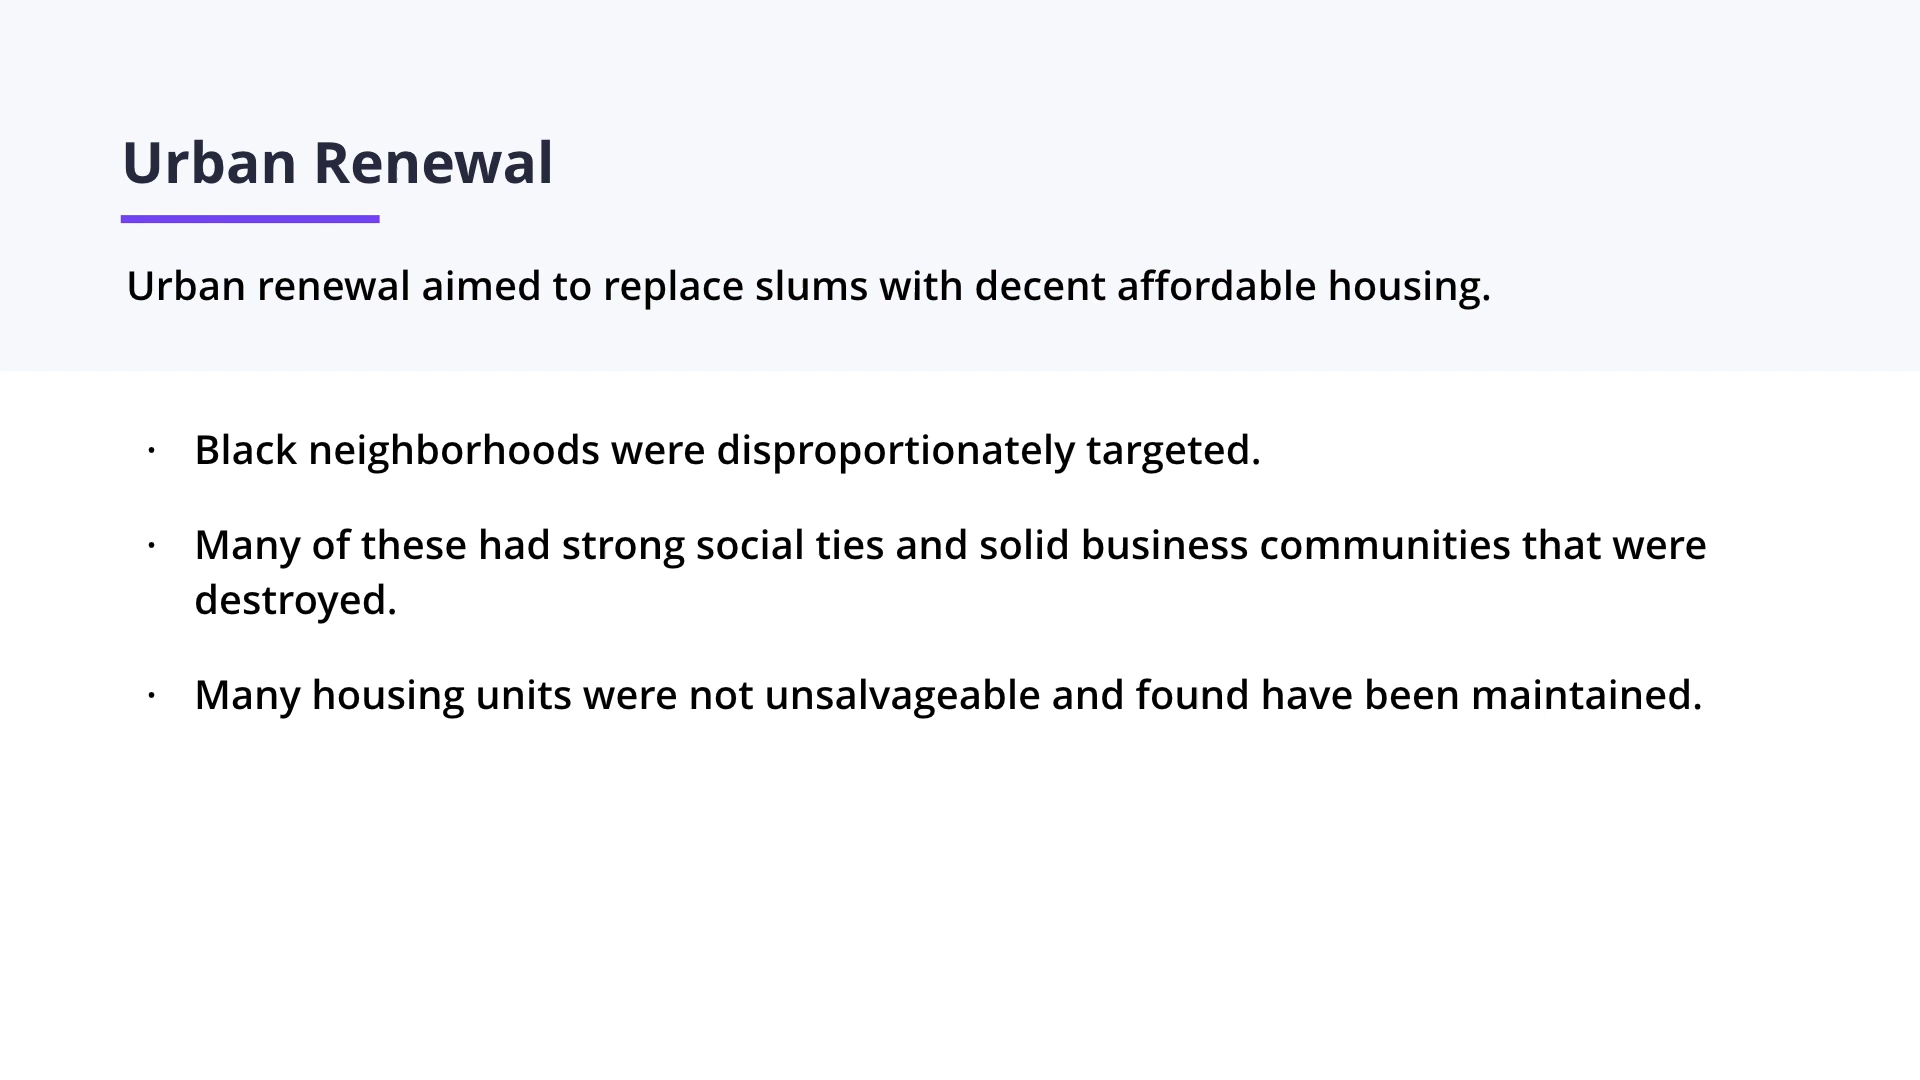 Urban Renewal
Urban renewal aimed to replace slums with decent affordable housing.
· Black neighborhoods were disproportionately targeted.
· Many of these had strong social ties and solid business communities that were
destroyed.
· Many housing units were not unsalvageable and found have been maintained.